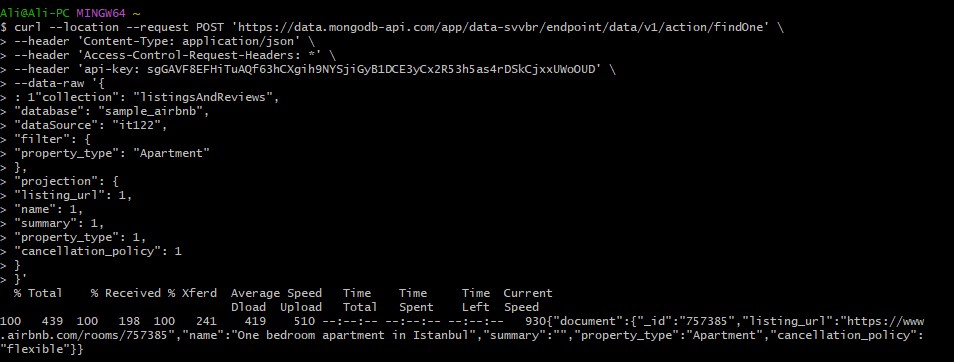 Ali@Ali-PC MINGW64 ~
$ curl --location --request POST 'https://data.mongodb-api.com/app/data-svvbr/endpoint/data/v1/action/findOne' \
> --header 'Content-Type: application/json' \
> --header 'Access-Control-Request-Headers: *' \
> --header 'api-key: sgGAVF8EFHiTuAQf63hCXgih9NYSjiGyB1DCE3yCx2R53h5as4rDSkCjxxUWoOUD' \
> --data-raw '{
> : 1"collection": "listingsAndReviews",
> "database": "sample_airbnb",
> "dataSource": "it122",
> "filter": {
> "property_type": "Apartment"
> },
> "projection": {
> "listing_url": 1,
> "name": 1,
> "summary": 1,
> "property_type": 1,
> "cancellation_policy": 1
> }
> }'
  % Total    % Received % Xferd  Average Speed   Time    Time     Time  Current
                                 Dload  Upload   Total   Spent    Left  Speed
100   439  100   198  100   241    419    510 --:--:-- --:--:-- --:--:--   930{"document":{"_id":"757385","listing_url":"https://www
.airbnb.com/rooms/757385","name":"One bedroom apartment in Istanbul","summary":"","property_type":"Apartment","cancellation_policy":
"flexible"}}